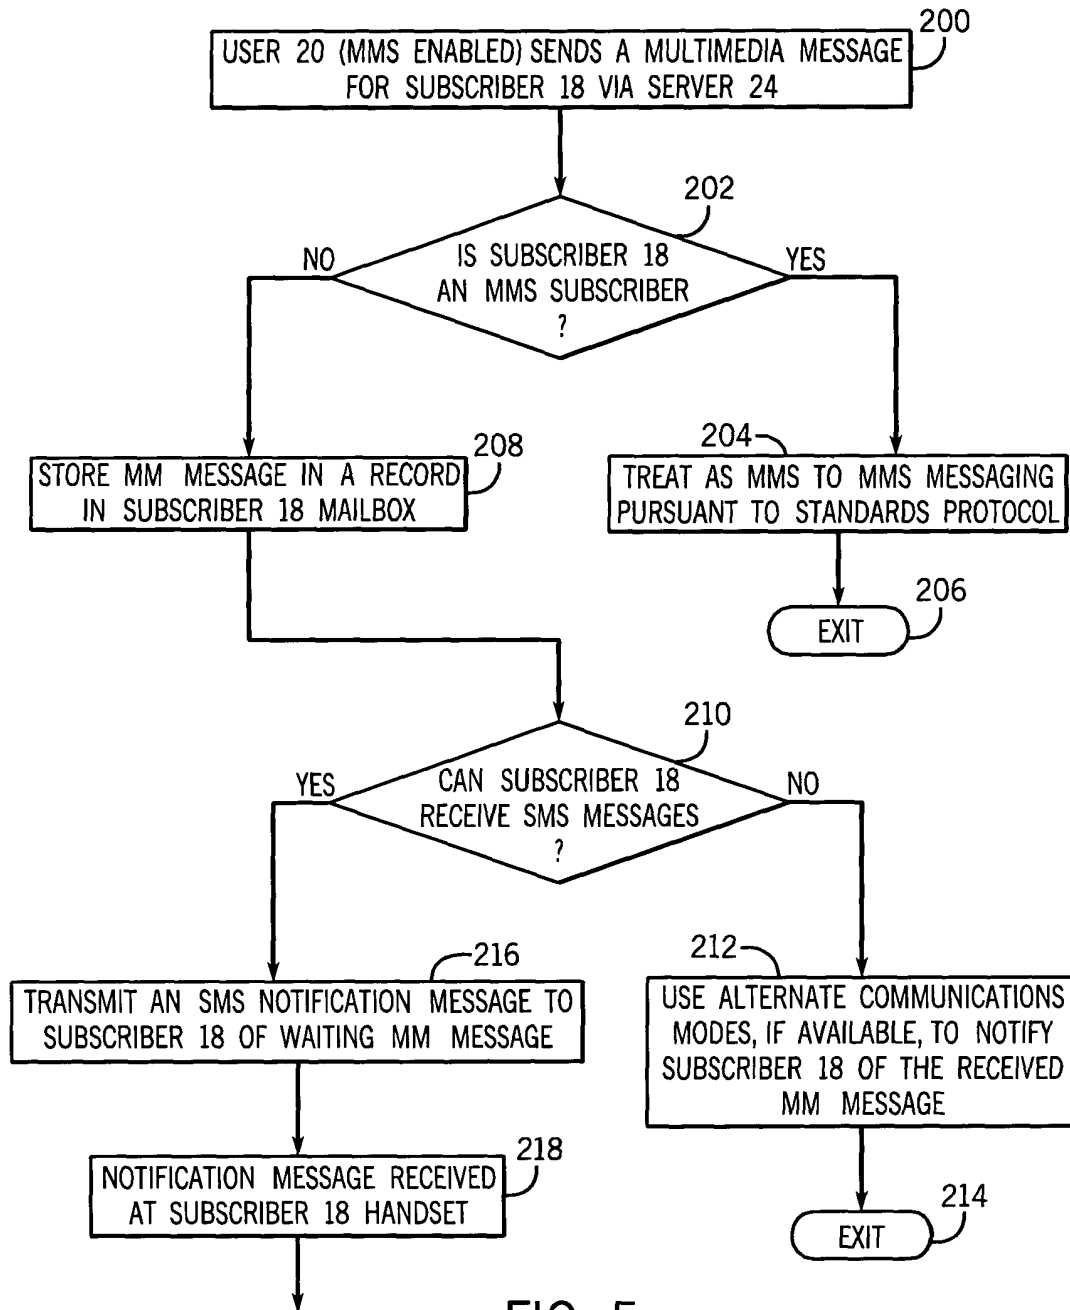 200
USER 20 (MMS ENABLED) SENDS A MULTIMEDIA MESSAGE
FOR SUBSCRIBER 18 VIA SERVER 24
202
NO
IS SUBSCRIBER 18
AN MMS SUBSCRIBER
?
YES
208
STORE MM MESSAGE IN A RECORD
IN SUBSCRIBER 18 MAILBOX
204
TREAT AS MMS TO MMS MESSAGING
PURSUANT TO STANDARDS PROTOCOL
206
EXIT
210
YES
CAN SUBSCRIBER 18
RECEIVE SMS MESSAGES
?
NO
216
TRANSMIT AN SMS NOTIFICATION MESSAGE TO
SUBSCRIBER 18 OF WAITING MM MESSAGE
212
USE ALTERNATE COMMUNICATIONS
MODES, IF AVAILABLE, TO NOTIFY
SUBSCRIBER 18 OF THE RECEIVED
MM MESSAGE
218
NOTIFICATION MESSAGE RECEIVED
AT SUBSCRIBER 18 HANDSET
214
EXIT
FIG. 5